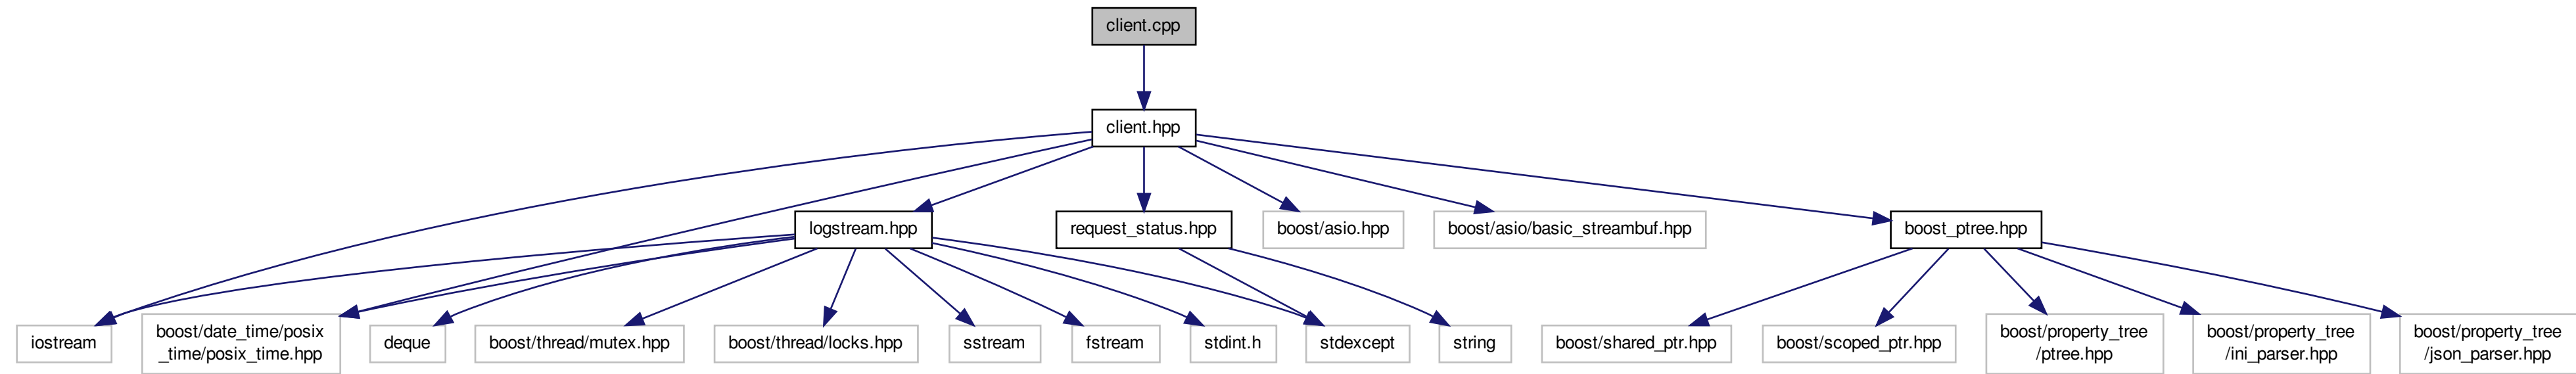 client.cpp
client.hpp
logstream.hpp
request_status.hpp
boost/asio.hpp
boost/asio/basic_streambuf.hpp
boost_ptree.hpp
iostream
boost/date_time/posix
_time/posix_time.hpp
deque
boost/thread/mutex.hpp
boost/thread/locks.hpp
sstream
fstream
stdint.h
stdexcept
string
boost/shared_ptr.hpp
boost/scoped_ptr.hpp
boost/property_tree
/ptree.hpp
boost/property_tree
/ini_parser.hpp
boost/property_tree
/json_parser.hpp